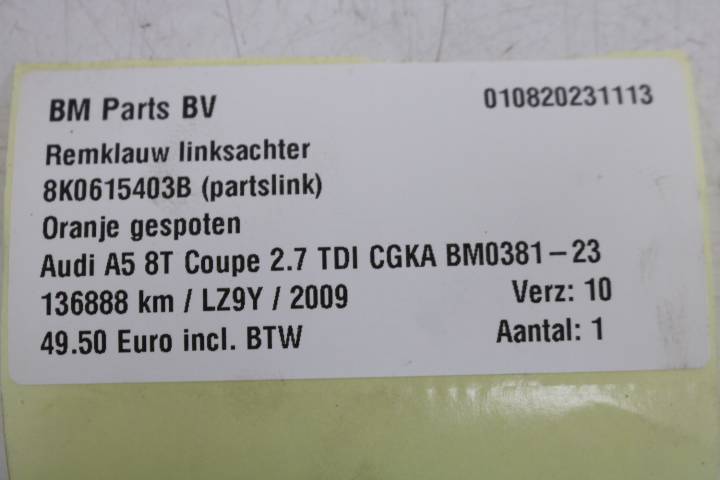 BM Parts BV 010820231113
Remklauw linksachter
8K0615403B (partslink)
Oranje gespoten
Audi A5 8T Coupe 2.7 TDI CGKA BM0381-23
136888 km / LZ9Y / 2009 Verz: 10
49.50 Euro incl. BTW Aantal: 1